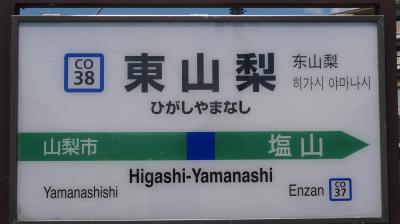 CO
38
東山梨
ひがしやまなし
东山梨
히가시 야마나시
山梨市
塩山
Higashi-Yamanashi
Yamanashishi
Enzan
CO
37